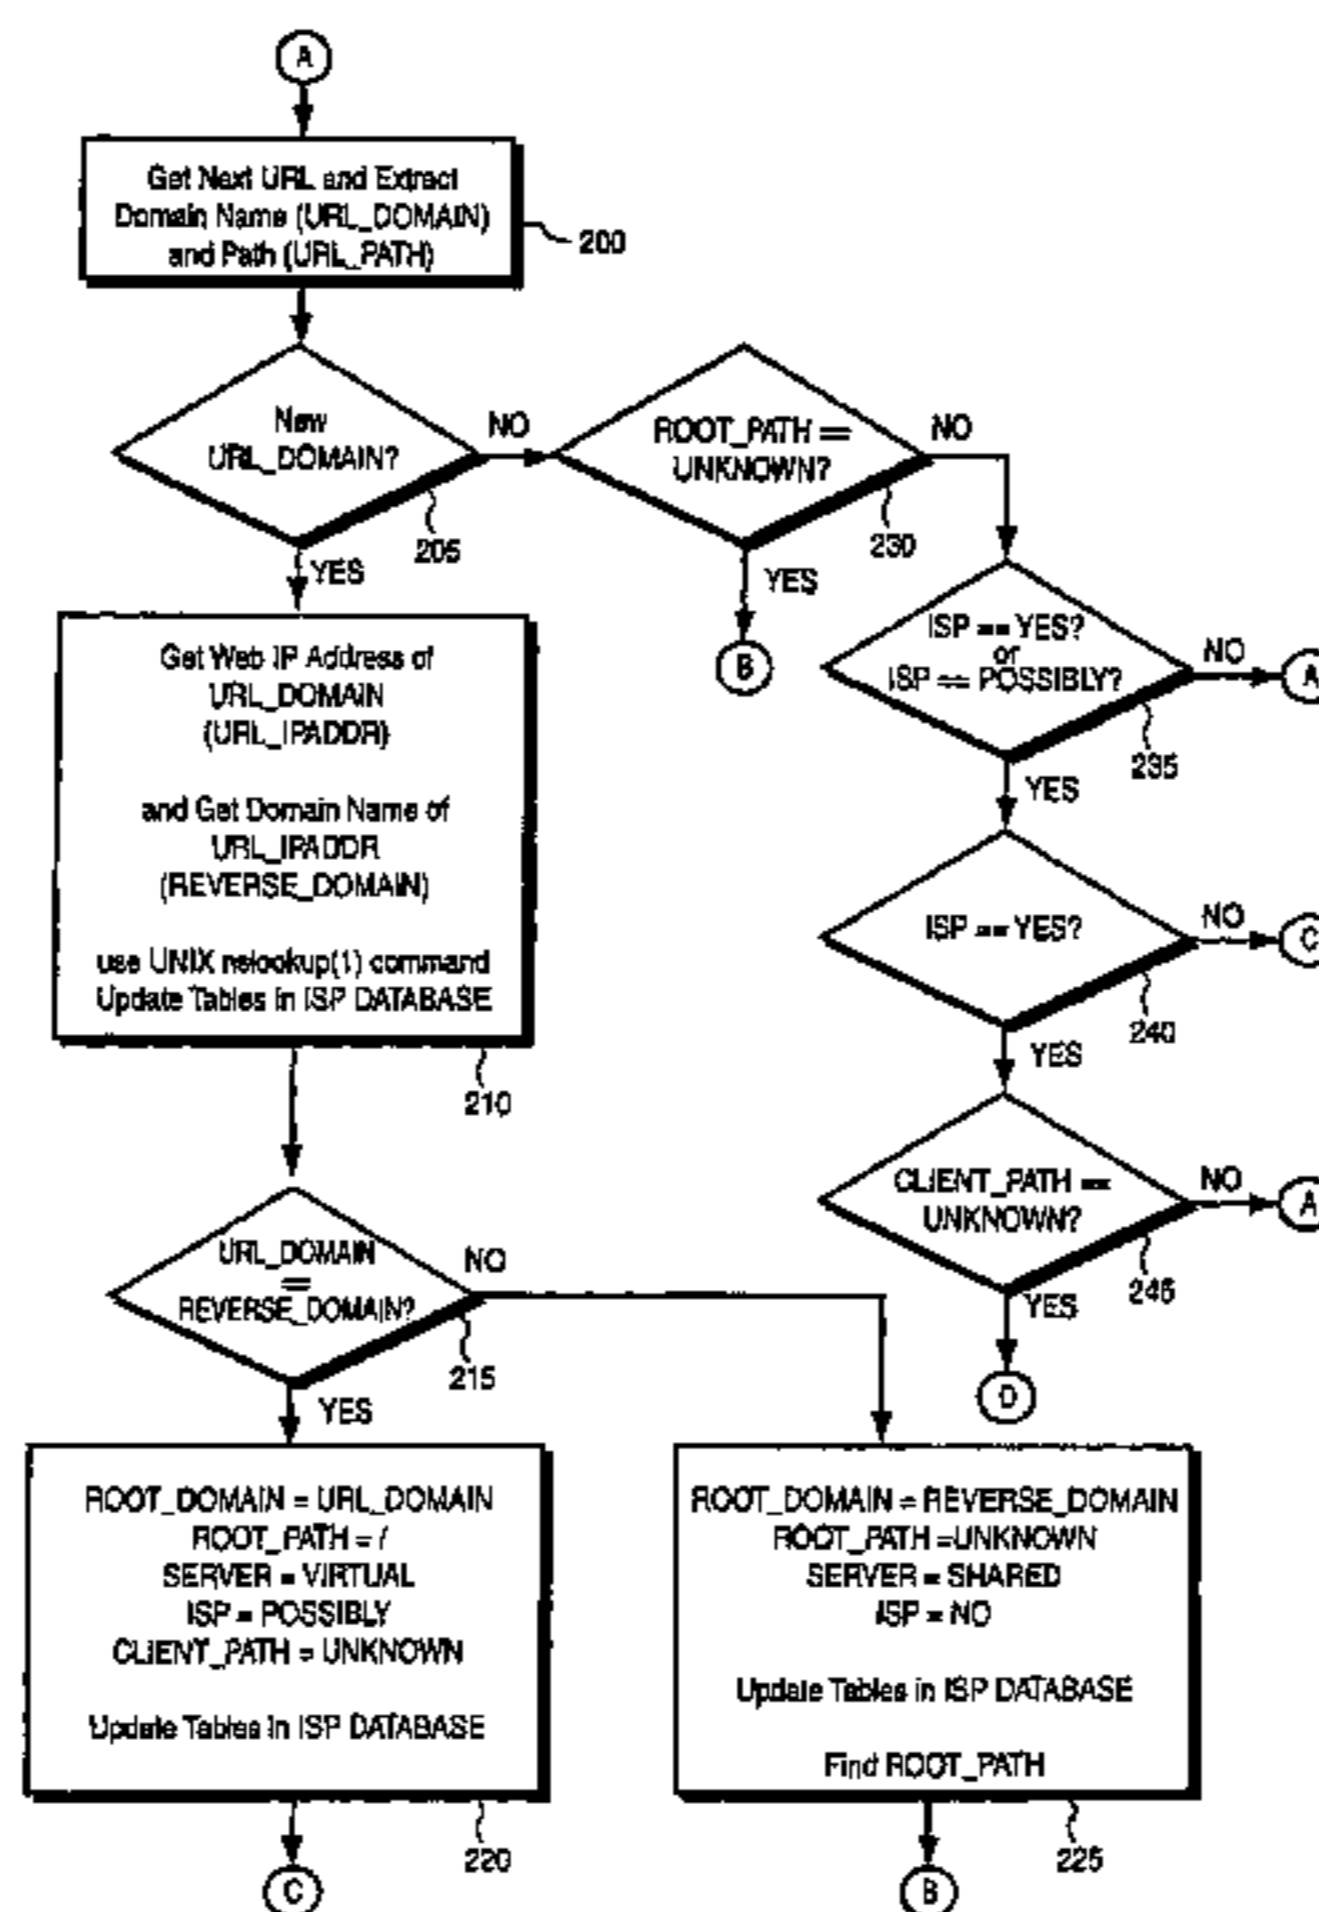 A
Get Next URL and Extract
Domain Name (URL_DOMAIN)
and Path (URL_PATH)
200
New
URL_DOMAIN?
NO
205
YES
ROOT_PATH ==
UNKNOWN?
NO
230
YES
B
ISP == YES?
or
ISP == POSSIBLY?
NO
A
235
YES
Get Web IP Address of
URL_DOMAIN
(URL_IPADDR)
and Get Domain Name of
URL_IPADDR
(REVERSE_DOMAIN)
use UNIX nslookup(1) command
Update Tables in ISP DATABASE
210
ISP == YES?
NO
C
240
YES
CLIENT_PATH ==
UNKNOWN?
NO
A
245
YES
D
URL_DOMAIN
==
REVERSE_DOMAIN?
NO
215
YES
ROOT_DOMAIN = URL_DOMAIN
ROOT_PATH = /
SERVER = VIRTUAL
ISP = POSSIBLY
CLIENT_PATH = UNKNOWN
Update Tables in ISP DATABASE
220
C
ROOT_DOMAIN = REVERSE_DOMAIN
ROOT_PATH =UNKNOWN
SERVER = SHARED
ISP = NO
Update Tables in ISP DATABASE
Find ROOT_PATH
225
B